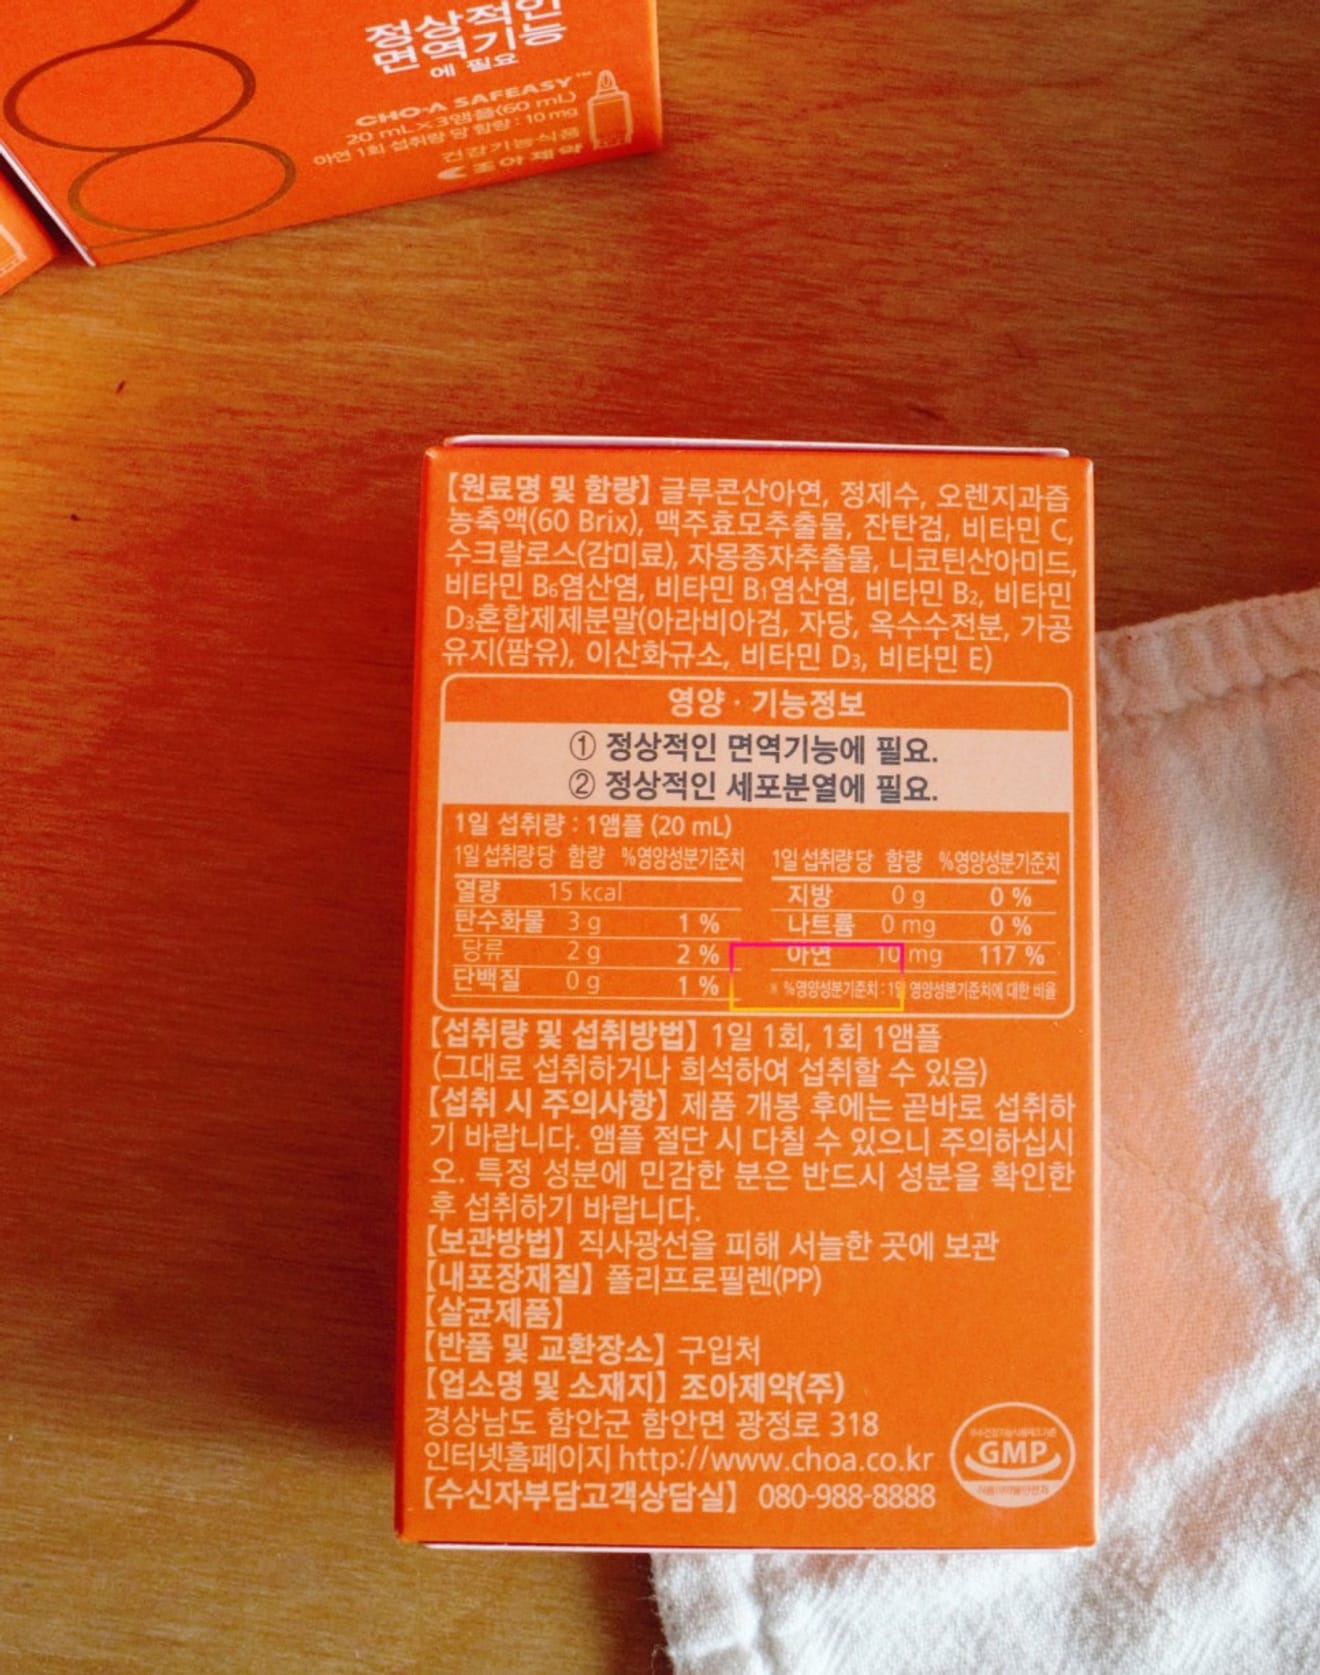 정상적인
면역기능
에 필요
CHO-A SAFEASY™
20 mL×3앰플(60 mL)
아연 1회 섭취량 당 함량 : 10 mg
건강기능식품
조아제약
【원료명 및 함량】 글루콘산아연, 정제수, 오렌지과즙
농축액(60 Brix), 맥주효모추출물, 잔탄검, 비타민 C,
수크랄로스(감미료), 자몽종자추출물, 니코틴산아미드,
비타민 B6염산염, 비타민 B1염산염, 비타민 B2, 비타민
D3혼합제제분말(아라비아검, 자당, 옥수수전분, 가공
유지(팜유), 이산화규소, 비타민 D3, 비타민 E)
영양 · 기능정보
① 정상적인 면역기능에 필요.
② 정상적인 세포분열에 필요.
1일 섭취량 : 1앰플 (20 mL)
1일 섭취량당 함량 %영양성분기준치 1일 섭취량당 함량 %영양성분기준치
열량 15 kcal 지방 0 g 0 %
탄수화물 3 g 1 % 나트륨 0 mg 0 %
당류 2 g 2 % 아연 10 mg 117 %
단백질 0 g 1 % ※ %영양성분기준치 : 1일 영양성분기준치에 대한 비율
【섭취량 및 섭취방법】 1일 1회, 1회 1앰플
(그대로 섭취하거나 희석하여 섭취할 수 있음)
【섭취 시 주의사항】 제품 개봉 후에는 곧바로 섭취하
기 바랍니다. 앰플 절단 시 다칠 수 있으니 주의하십시
오. 특정 성분에 민감한 분은 반드시 성분을 확인한
후 섭취하기 바랍니다.
【보관방법】 직사광선을 피해 서늘한 곳에 보관
【내포장재질】 폴리프로필렌(PP)
【살균제품】
【반품 및 교환장소】 구입처
【업소명 및 소재지】 조아제약(주)
경상남도 함안군 함안면 광정로 318
인터넷홈페이지 http://www.choa.co.kr
GMP
【수신자부담고객상담실】 080-988-8888